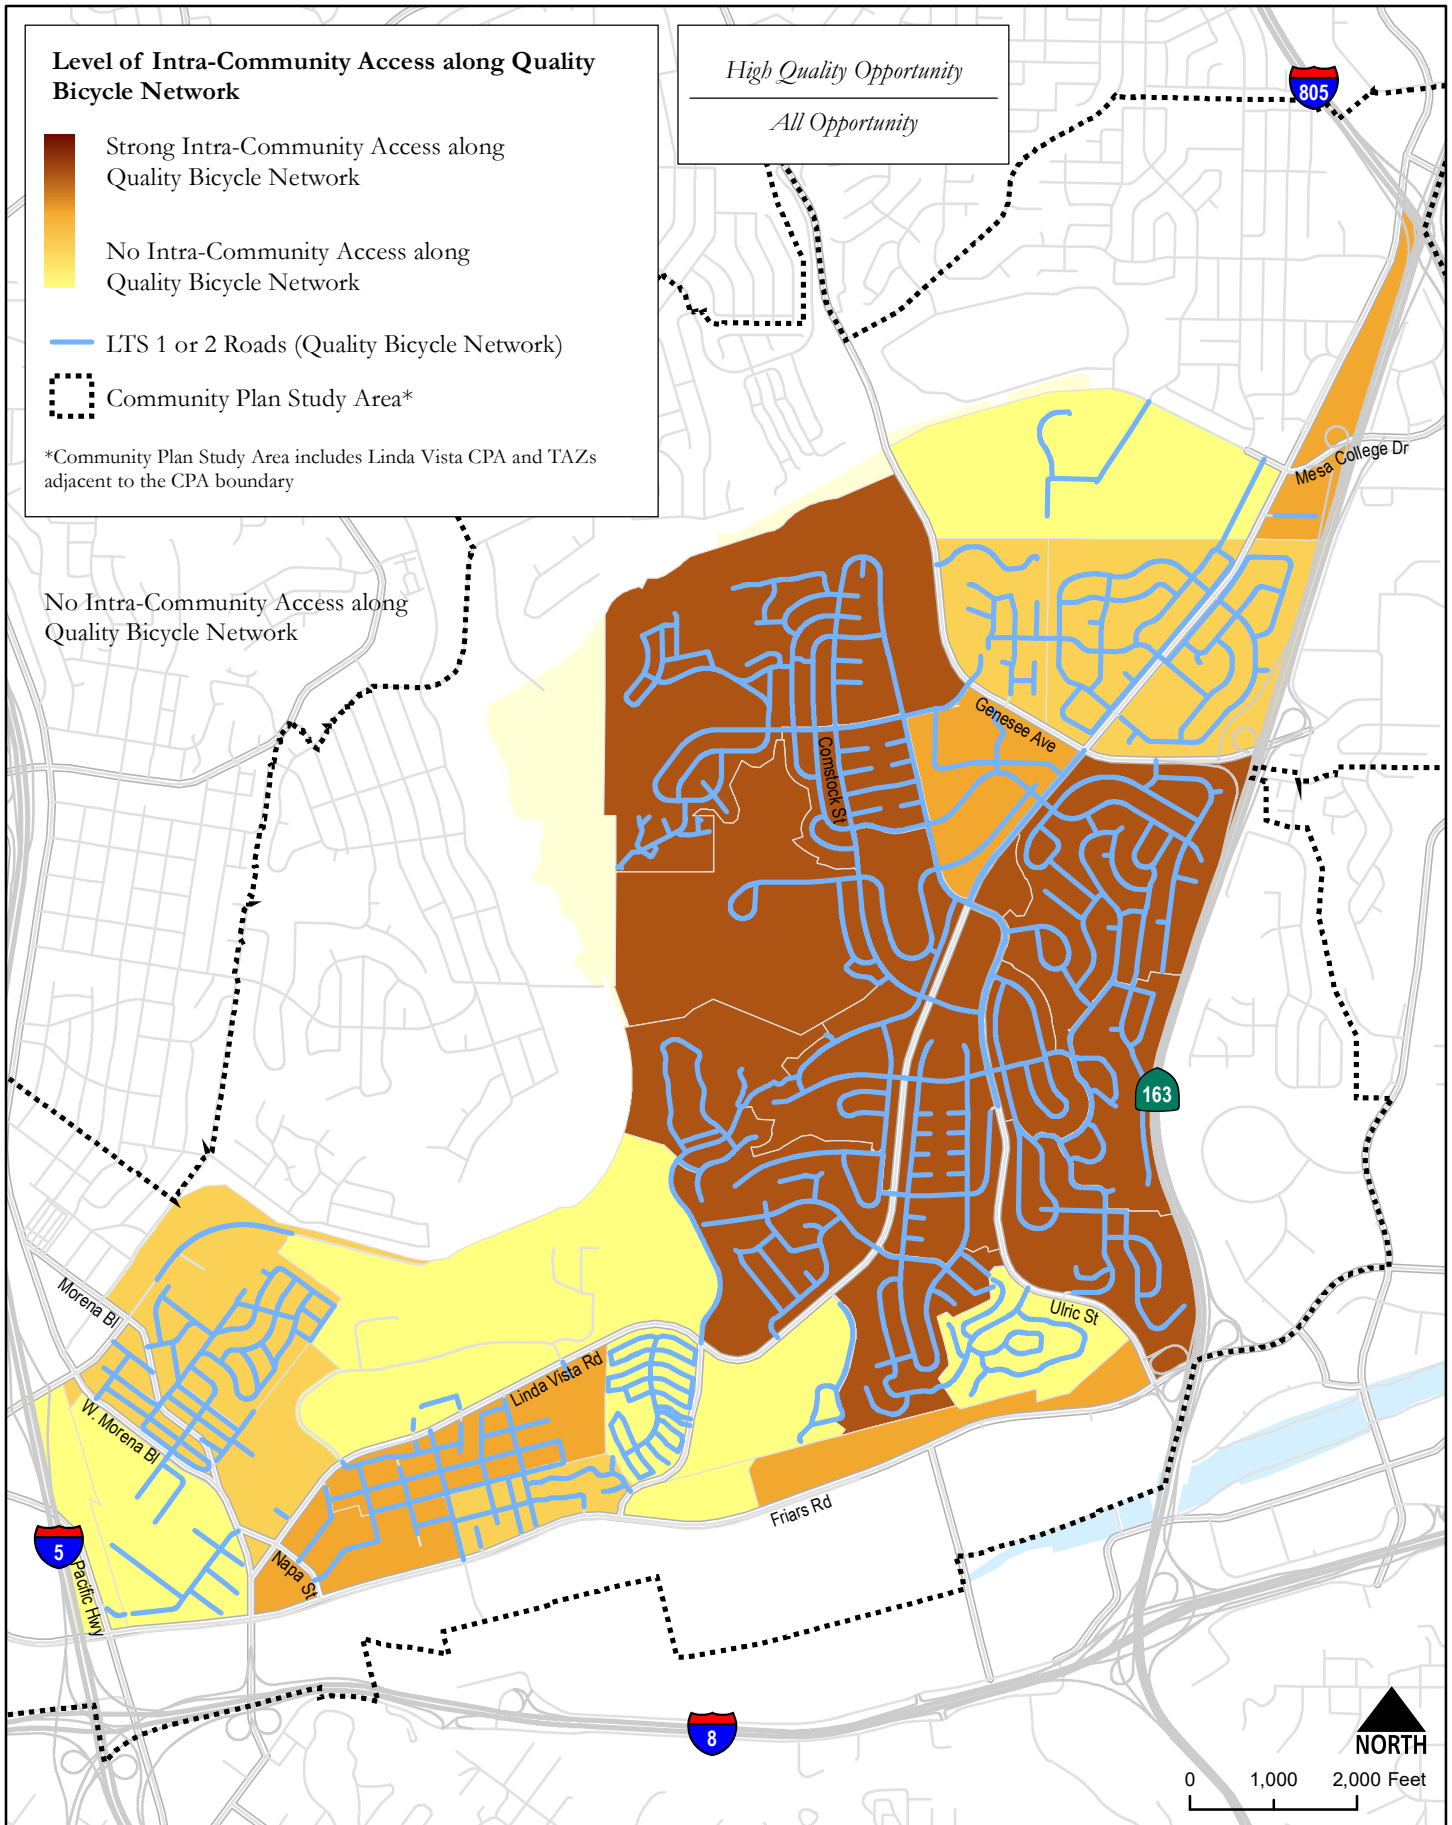 Level of Intra-Community Access along Quality
Bicycle Network
Strong Intra-Community Access along
Quality Bicycle Network
No Intra-Community Access along
Quality Bicycle Network
LTS 1 or 2 Roads (Quality Bicycle Network)
Community Plan Study Area*
*Community Plan Study Area includes Linda Vista CPA and TAZs
adjacent to the CPA boundary
High Quality Opportunity
All Opportunity
805
Mesa College Dr
No Intra-Community Access along
Quality Bicycle Network
Genesee Ave
Comstock St
163
Morena Bl
Ulric St
Linda Vista Rd
W. Morena Bl
Friars Rd
5
Napa St
Pacific Hwy
8
NORTH
0 1,000 2,000 Feet